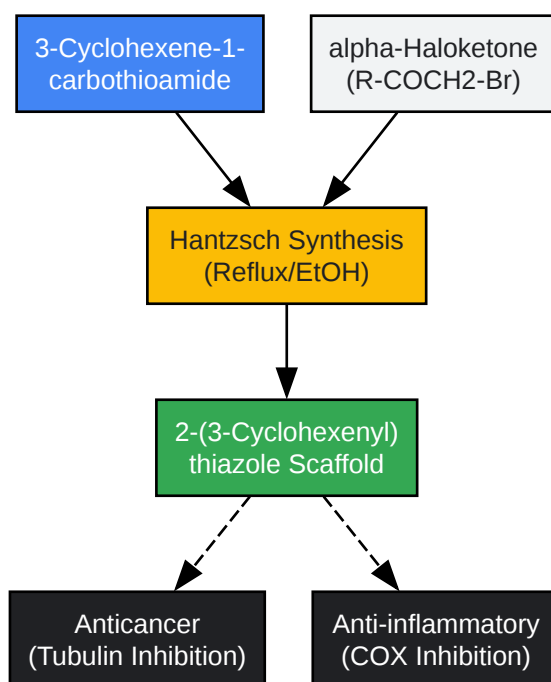 3-Cyclohexene-1-
carbothioamide
alpha-Haloketone
(R-COCH2-Br)
Hantzsch Synthesis
(Reflux/EtOH)
2-(3-Cyclohexenyl)
thiazole Scaffold
Anticancer
(Tubulin Inhibition)
Anti-inflammatory
(COX Inhibition)